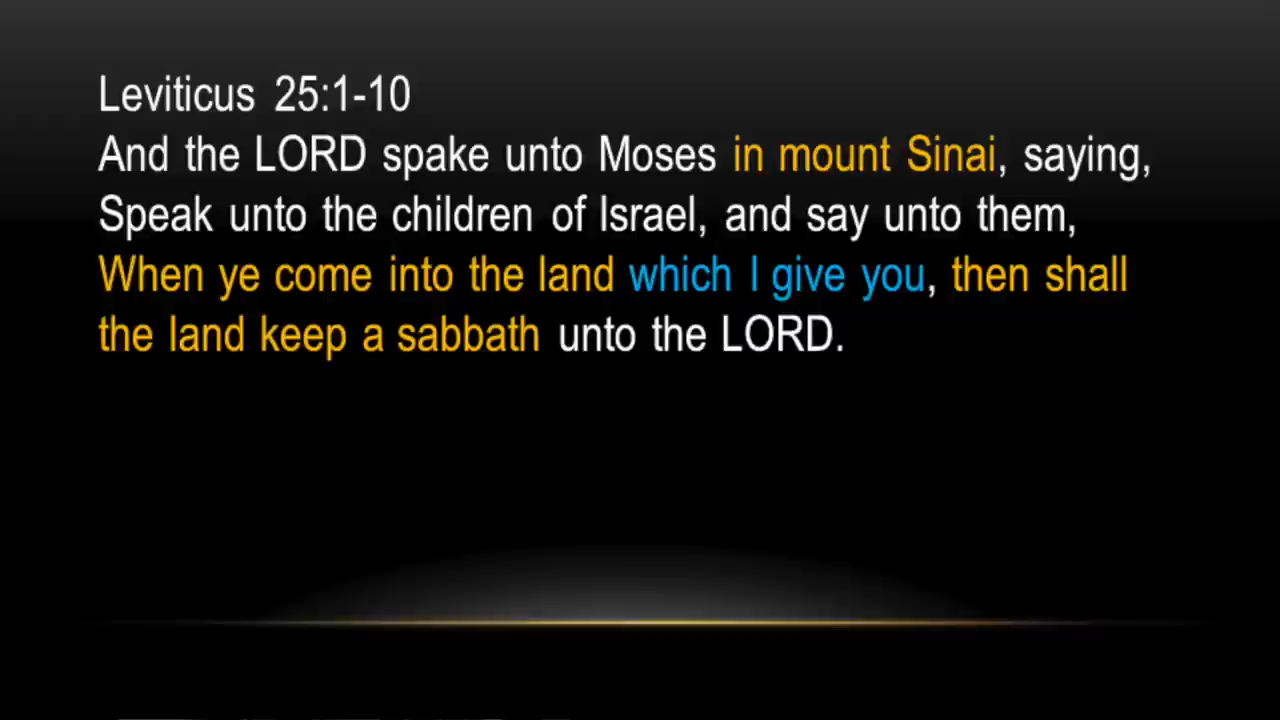 Leviticus 25:1-10
And the LORD spake unto Moses in mount Sinai, saying,
Speak unto the children of Israel, and say unto them,
When ye come into the land which I give you, then shall
the land keep a sabbath unto the LORD.